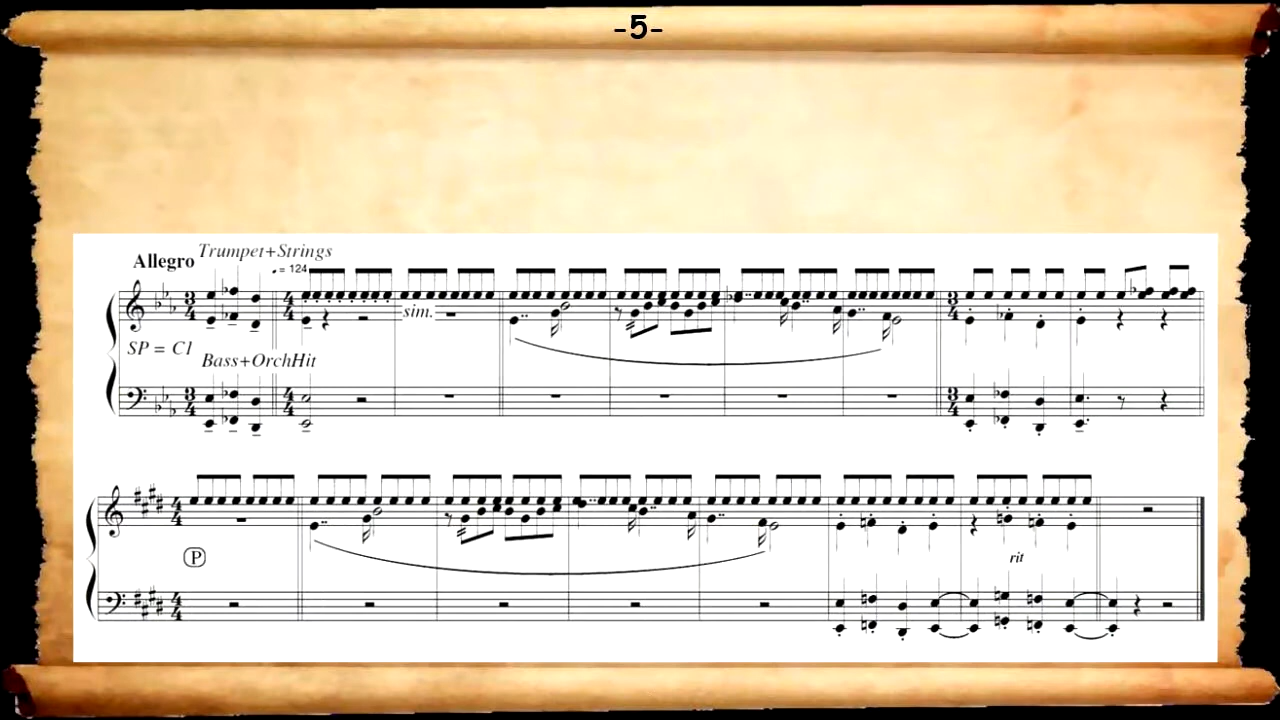 -5-
Trumpet+Strings
Allegro
= 124
sim.
SP = C1
Bass+OrchHit
P
rit